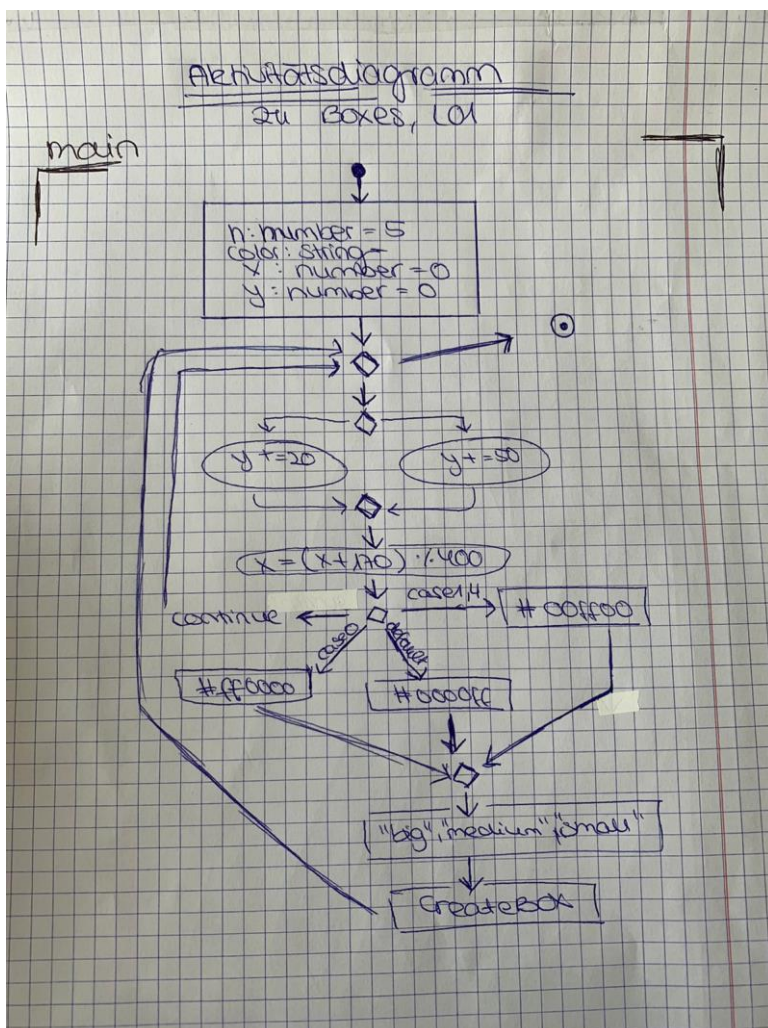 Aktivitätsdiagramm
zu Boxes, L01
main
n: number = 5
color: string
x : number = 0
y : number = 0
y += 20
y += 50
x = (x + 170) % 400
continue
case 1,4
#00ff00
case 0
default
#ff0000
#0000ff
"big", "medium", "small"
CreateBox